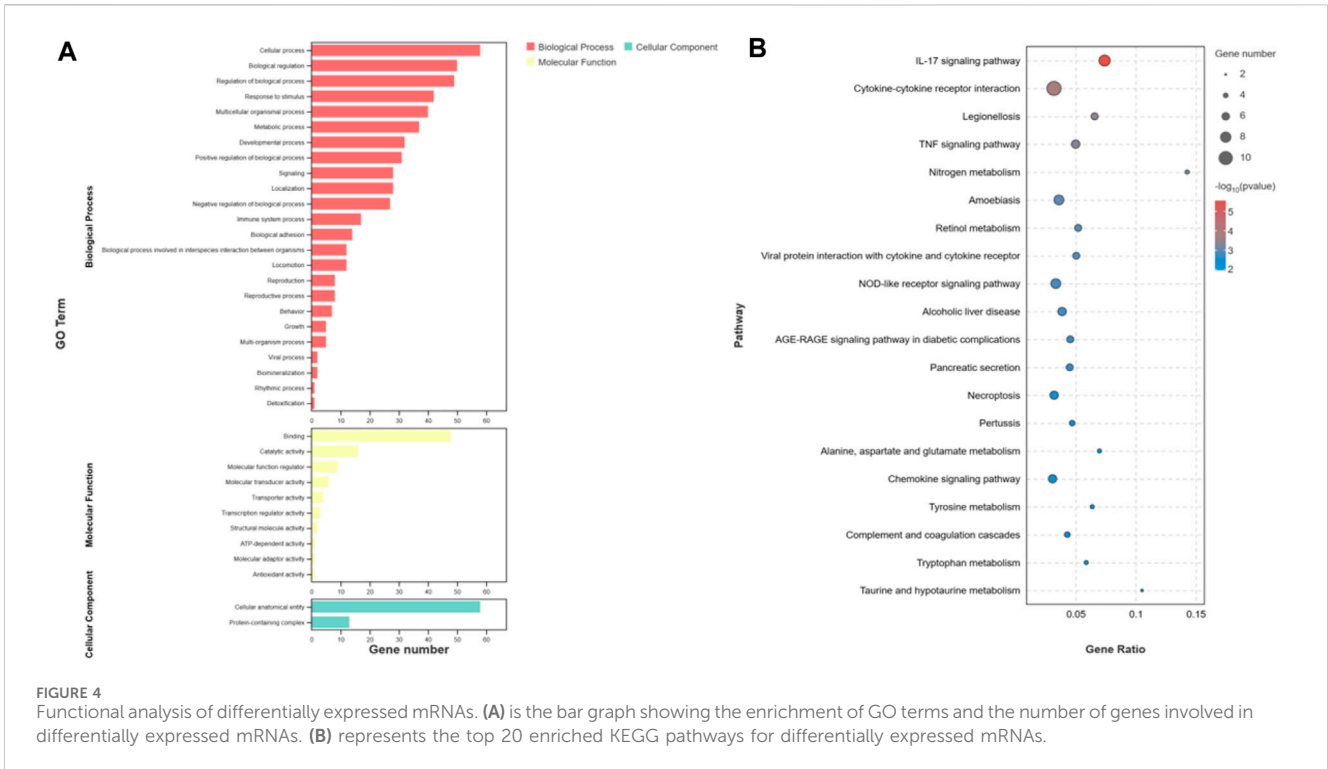 A
Biological Process
Cellular Component
Molecular Function
GO Term
Biological Process
Cellular process
Biological regulation
Regulation of biological process
Response to stimulus
Multicellular organismal process
Metabolic process
Developmental process
Positive regulation of biological process
Signaling
Localization
Negative regulation of biological process
Immune system process
Biological adhesion
Biological process involved in interspecies interaction between organisms
Locomotion
Reproduction
Reproductive process
Behavior
Growth
Multi-organism process
Viral process
Biomineralization
Rhythmic process
Detoxification
0 10 20 30 40 50 60
Molecular Function
Binding
Catalytic activity
Molecular function regulator
Molecular transducer activity
Transporter activity
Transcription regulator activity
Structural molecule activity
ATP-dependent activity
Molecular adaptor activity
Antioxidant activity
0 10 20 30 40 50 60
Cellular Component
Cellular anatomical entity
Protein-containing complex
0 10 20 30 40 50 60
Gene number
B
Pathway
IL-17 signaling pathway
Cytokine-cytokine receptor interaction
Legionellosis
TNF signaling pathway
Nitrogen metabolism
Amoebiasis
Retinol metabolism
Viral protein interaction with cytokine and cytokine receptor
NOD-like receptor signaling pathway
Alcoholic liver disease
AGE-RAGE signaling pathway in diabetic complications
Pancreatic secretion
Necroptosis
Pertussis
Alanine, aspartate and glutamate metabolism
Chemokine signaling pathway
Tyrosine metabolism
Complement and coagulation cascades
Tryptophan metabolism
Taurine and hypotaurine metabolism
0.05 0.1 0.15
Gene Ratio
Gene number
2
4
6
8
10
-log10(pvalue)
5
4
3
2
FIGURE 4
Functional analysis of differentially expressed mRNAs. (A) is the bar graph showing the enrichment of GO terms and the number of genes involved in
differentially expressed mRNAs. (B) represents the top 20 enriched KEGG pathways for differentially expressed mRNAs.